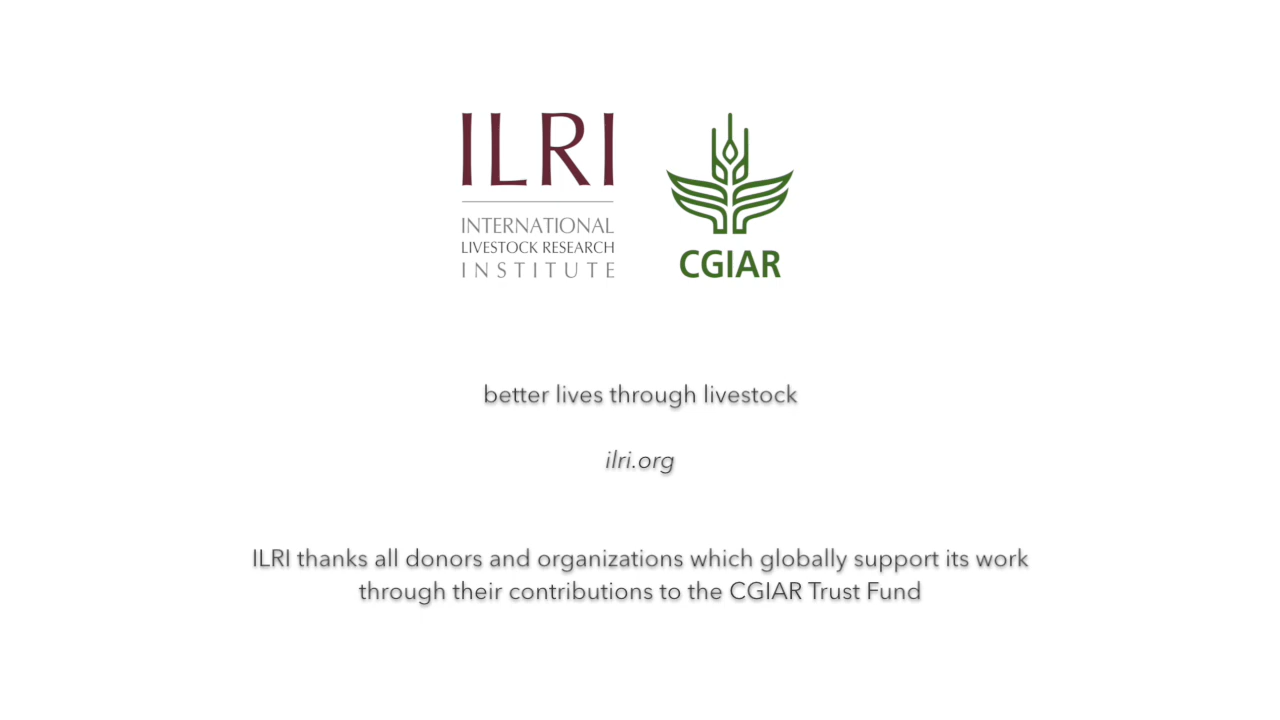 ILRI
INTERNATIONAL
LIVESTOCK RESEARCH
INSTITUTE
CGIAR
better lives through livestock
ilri.org
ILRI thanks all donors and organizations which globally support its work
through their contributions to the CGIAR Trust Fund